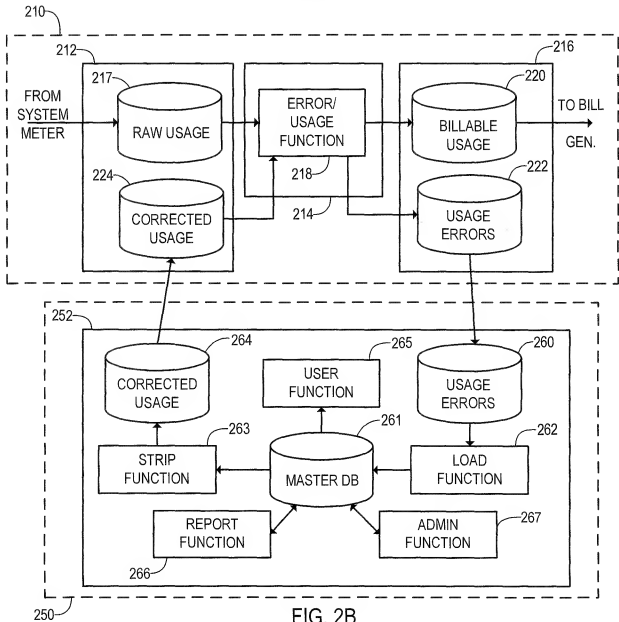 210
212
216
217
220
FROM
SYSTEM
METER
RAW USAGE
ERROR/
USAGE
FUNCTION
218
BILLABLE
USAGE
TO BILL
GEN.
224
222
214
CORRECTED
USAGE
USAGE
ERRORS
252
264
265
260
CORRECTED
USAGE
USER
FUNCTION
USAGE
ERRORS
263
261
262
STRIP
FUNCTION
MASTER DB
LOAD
FUNCTION
REPORT
FUNCTION
266
ADMIN
FUNCTION
267
250
FIG. 2B